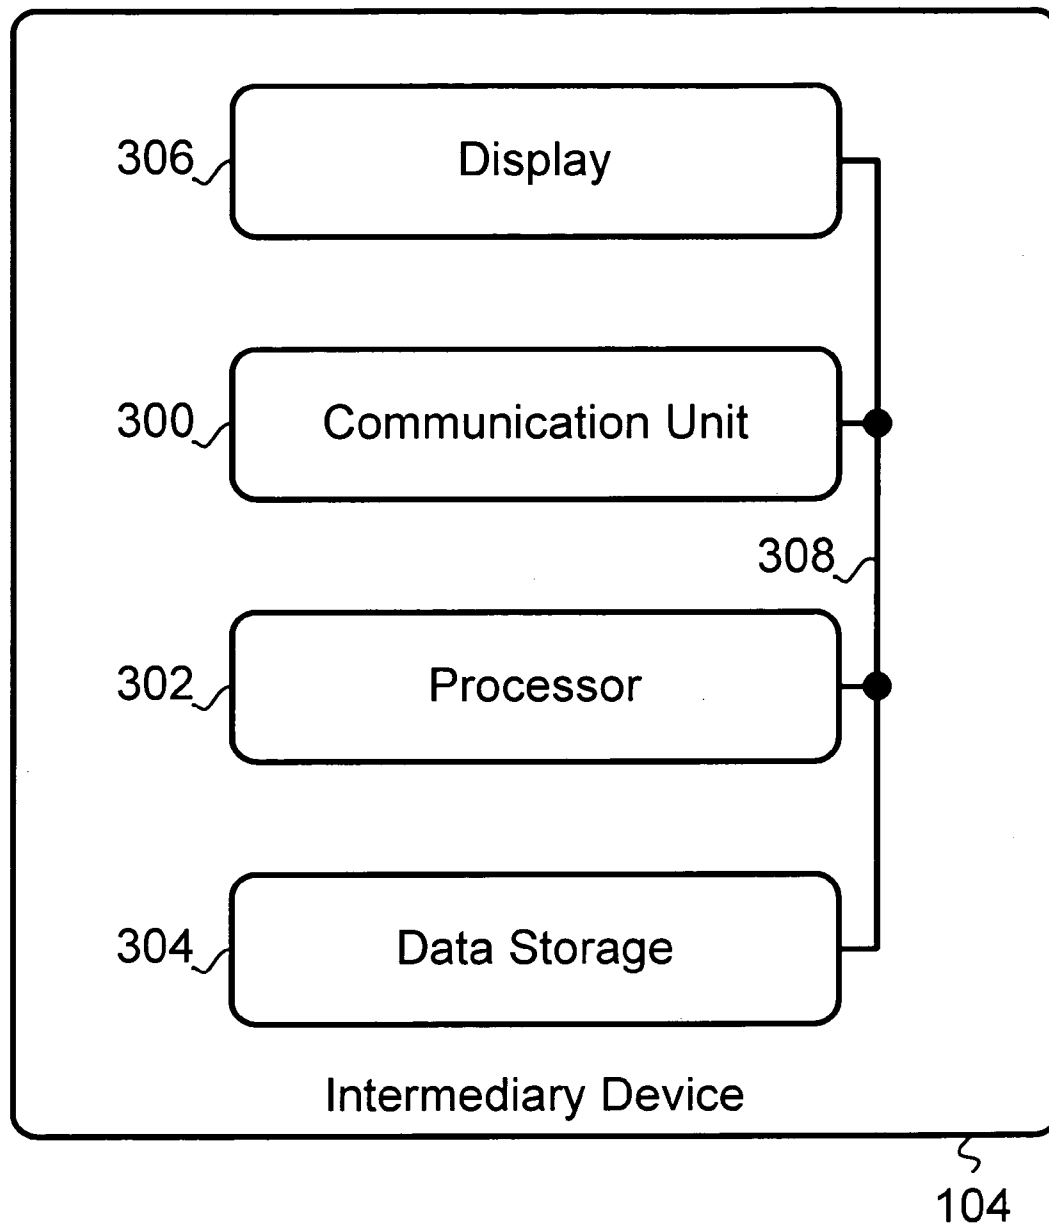 306
Display
300
Communication Unit
308
302
Processor
304
Data Storage
Intermediary Device
104